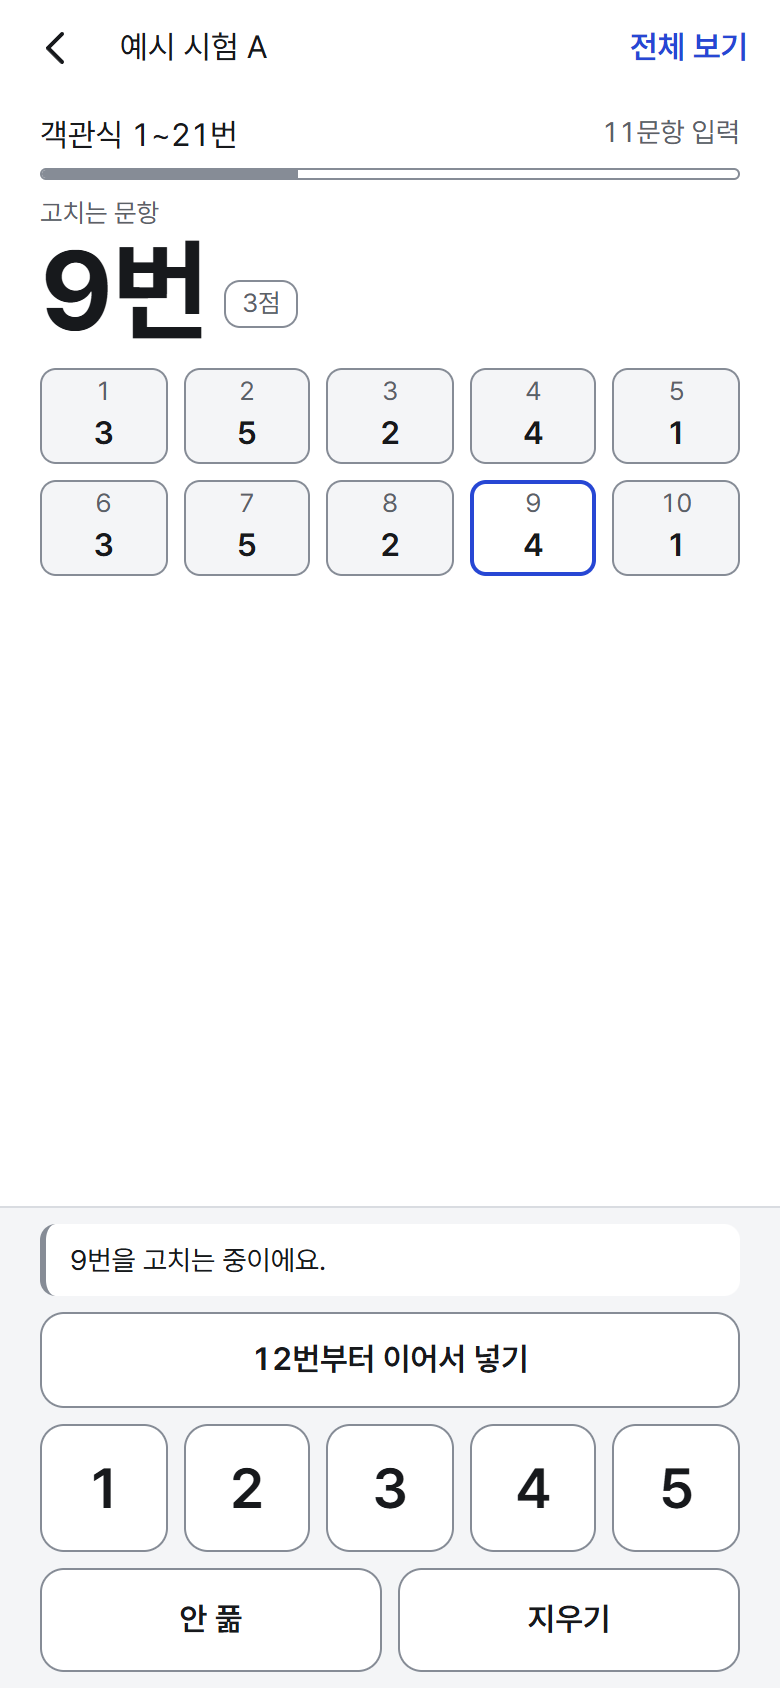 예시 시험 A
전체 보기
객관식 1~21번
11문항 입력
고치는 문항
9번 3점
1 2 3 4 5
3 5 2 4 1
6 7 8 9 10
3 5 2 4 1
9번을 고치는 중이에요.
12번부터 이어서 넣기
1 2 3 4 5
안 풂 지우기